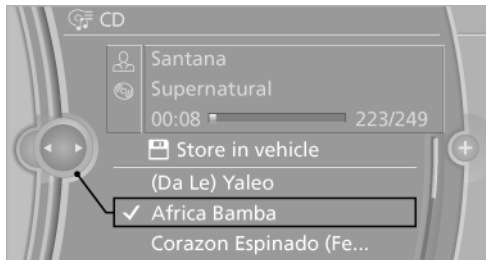 CD
Santana
Supernatural
00:08 223/249
Store in vehicle
(Da Le) Yaleo
Africa Bamba
Corazon Espinado (Fe...